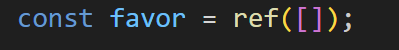 const favor = ref([]);